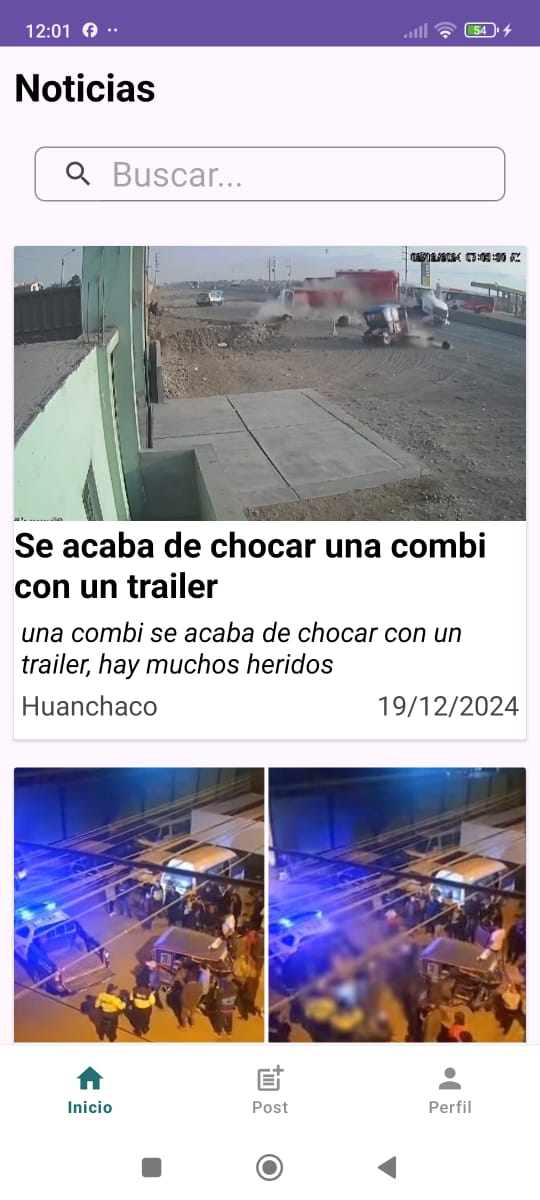 12:01
54
Noticias
Buscar...
Se acaba de chocar una combi
con un trailer
una combi se acaba de chocar con un
trailer, hay muchos heridos
Huanchaco 19/12/2024
Inicio Post Perfil